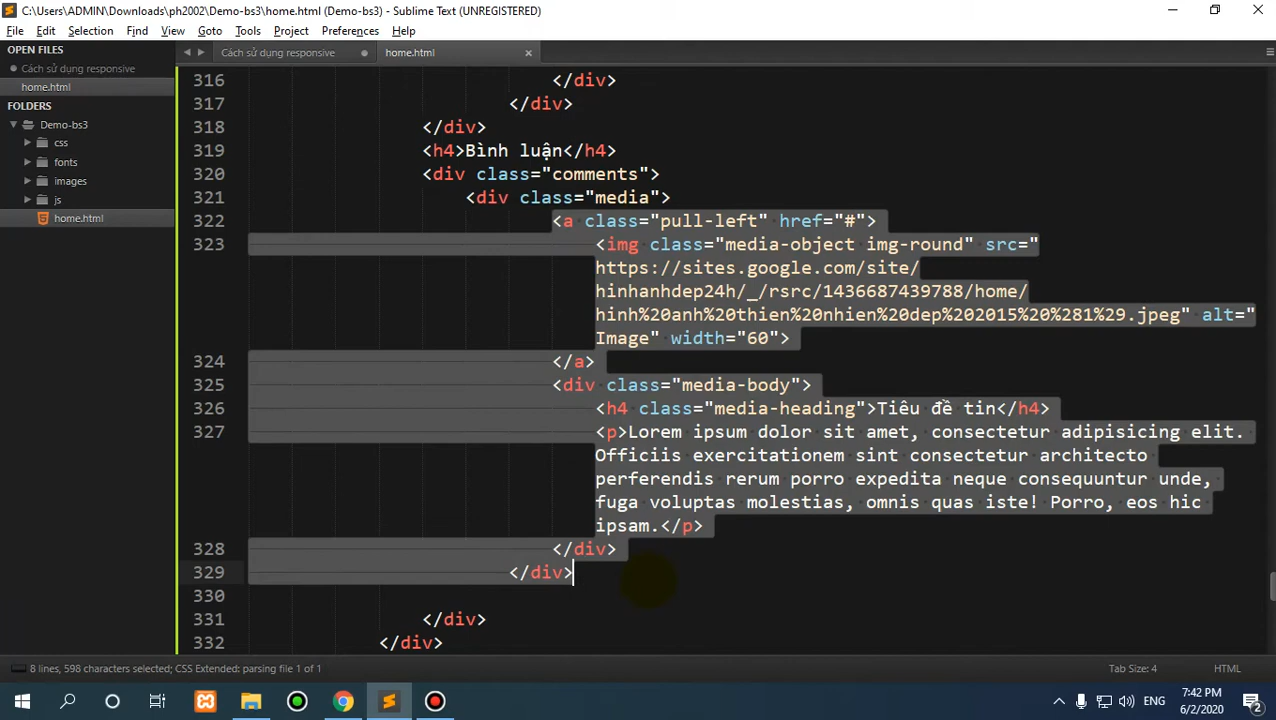 C:\Users\ADMIN\Downloads\ph2002\Demo-bs3\home.html (Demo-bs3) - Sublime Text (UNREGISTERED)
File Edit Selection Find View Goto Tools Project Preferences Help
OPEN FILES
Cách sử dụng responsive
home.html
FOLDERS
Demo-bs3
css
fonts
images
js
home.html
Cách sử dụng responsive
home.html
316 </div>
317 </div>
318 </div>
319 <h4>Bình luận</h4>
320 <div class="comments">
321 <div class="media">
322 <a class="pull-left" href="#">
323 <img class="media-object img-round" src="
https://sites.google.com/site/
hinhanhdep24h/_/rsrc/1436687439788/home/
hinh%20anh%20thien%20nhien%20dep%202015%20%281%29.jpeg" alt="
Image" width="60">
324 </a>
325 <div class="media-body">
326 <h4 class="media-heading">Tiêu đề tin</h4>
327 <p>Lorem ipsum dolor sit amet, consectetur adipisicing elit.
Officiis exercitationem sint consectetur architecto
perferendis rerum porro expedita neque consequuntur unde,
fuga voluptas molestias, omnis quas iste! Porro, eos hic
ipsam.</p>
328 </div>
329 </div>
330
331 </div>
332 </div>
8 lines, 598 characters selected; CSS Extended: parsing file 1 of 1
Tab Size: 4
HTML
ENG
7:42 PM
6/2/2020
2